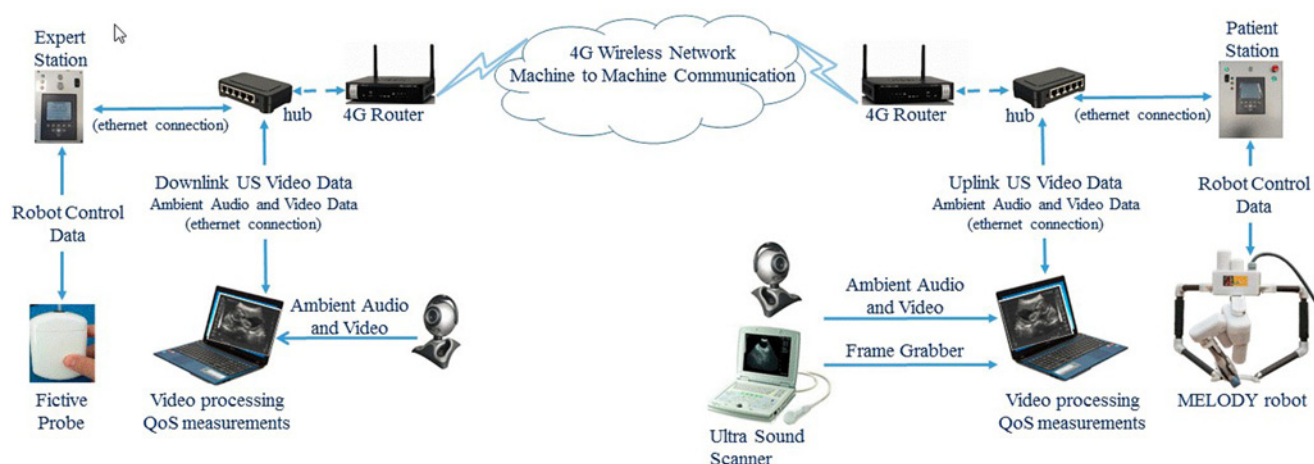 Expert
Station
4G Wireless Network
Machine to Machine Communication
Patient
Station
(ethernet connection)
hub
4G Router
4G Router
hub
(ethernet connection)
Robot Control
Data
Downlink US Video Data
Ambient Audio and Video Data
(ethernet connection)
Uplink US Video Data
Ambient Audio and Video Data
(ethernet connection)
Robot Control
Data
Ambient Audio
and Video
Ambient Audio
and Video
Frame Grabber
Fictive
Probe
Video processing
QoS measurements
Ultra Sound
Scanner
Video processing
QoS measurements
MELODY robot